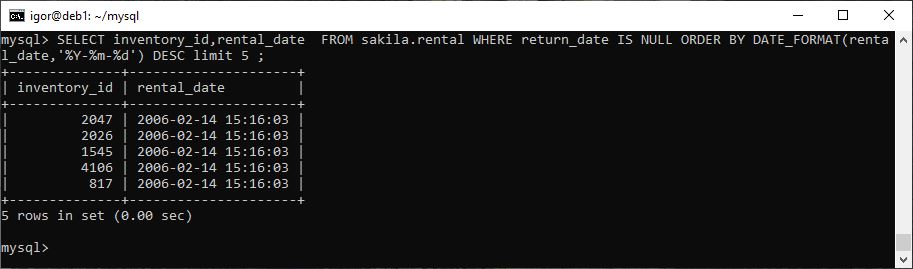 igor@deb1: ~/mysql
mysql> SELECT inventory_id,rental_date  FROM sakila.rental WHERE return_date IS NULL ORDER BY DATE_FORMAT(renta
l_date,'%Y-%m-%d') DESC limit 5 ;
+--------------+---------------------+
| inventory_id | rental_date         |
+--------------+---------------------+
|         2047 | 2006-02-14 15:16:03 |
|         2026 | 2006-02-14 15:16:03 |
|         1545 | 2006-02-14 15:16:03 |
|         4106 | 2006-02-14 15:16:03 |
|          817 | 2006-02-14 15:16:03 |
+--------------+---------------------+
5 rows in set (0.00 sec)
mysql>